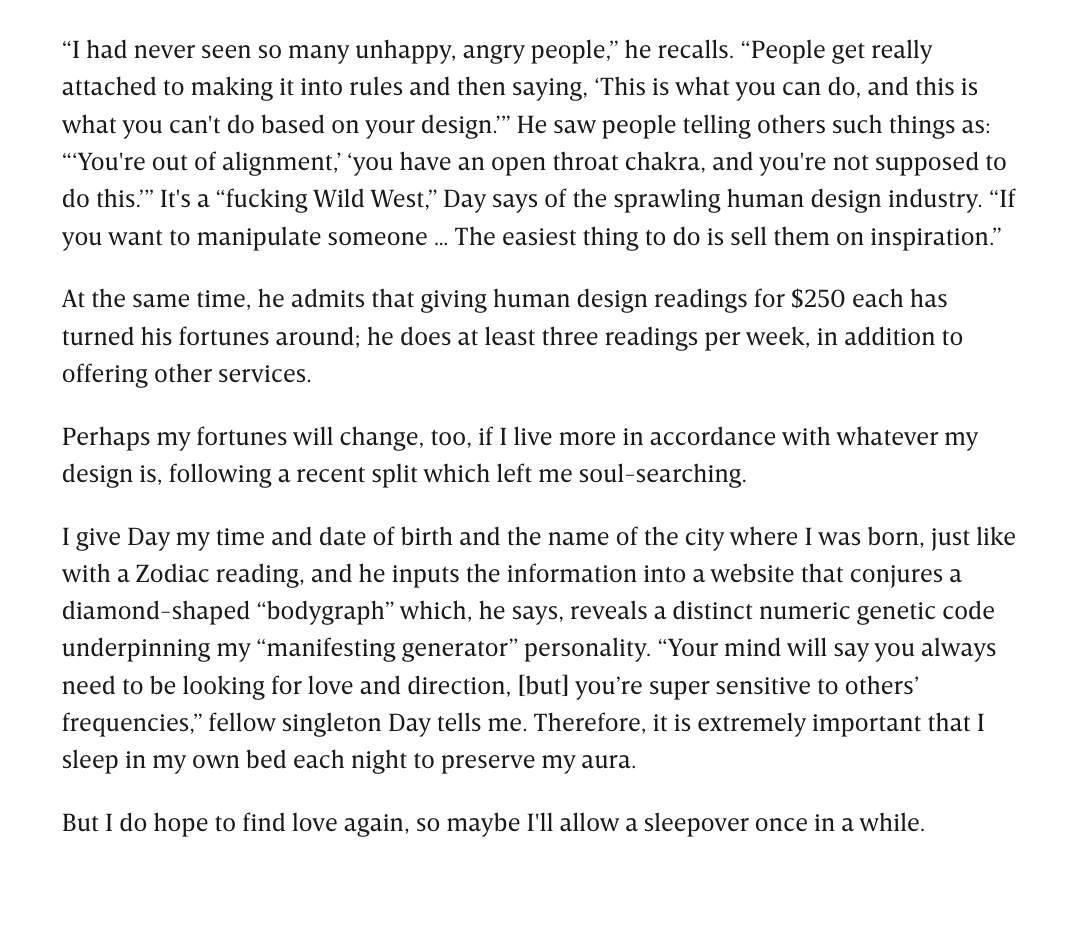 “I had never seen so many unhappy, angry people,” he recalls. “People get really
attached to making it into rules and then saying, ‘This is what you can do, and this is
what you can't do based on your design.’” He saw people telling others such things as:
“‘You're out of alignment,’ ‘you have an open throat chakra, and you're not supposed to
do this.’” It's a “fucking Wild West,” Day says of the sprawling human design industry. “If
you want to manipulate someone ... The easiest thing to do is sell them on inspiration.”
At the same time, he admits that giving human design readings for $250 each has
turned his fortunes around; he does at least three readings per week, in addition to
offering other services.
Perhaps my fortunes will change, too, if I live more in accordance with whatever my
design is, following a recent split which left me soul-searching.
I give Day my time and date of birth and the name of the city where I was born, just like
with a Zodiac reading, and he inputs the information into a website that conjures a
diamond-shaped “bodygraph” which, he says, reveals a distinct numeric genetic code
underpinning my “manifesting generator” personality. “Your mind will say you always
need to be looking for love and direction, [but] you’re super sensitive to others’
frequencies,” fellow singleton Day tells me. Therefore, it is extremely important that I
sleep in my own bed each night to preserve my aura.
But I do hope to find love again, so maybe I'll allow a sleepover once in a while.